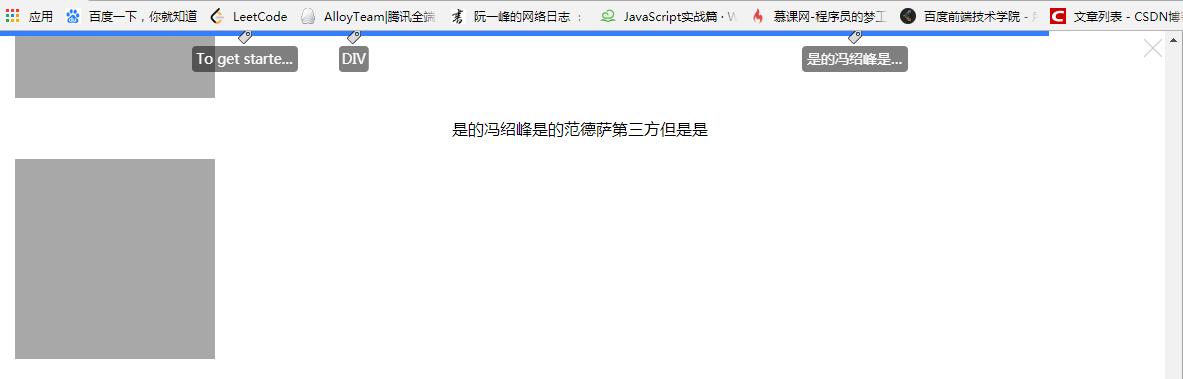 应用 百度一下，你就知道 LeetCode AlloyTeam|腾讯全端 阮一峰的网络日志 : JavaScript实战篇 · W 慕课网-程序员的梦工 百度前端技术学院 - 文章列表 - CSDN博
To get starte... DIV 是的冯绍峰是...
是的冯绍峰是的范德萨第三方但是是